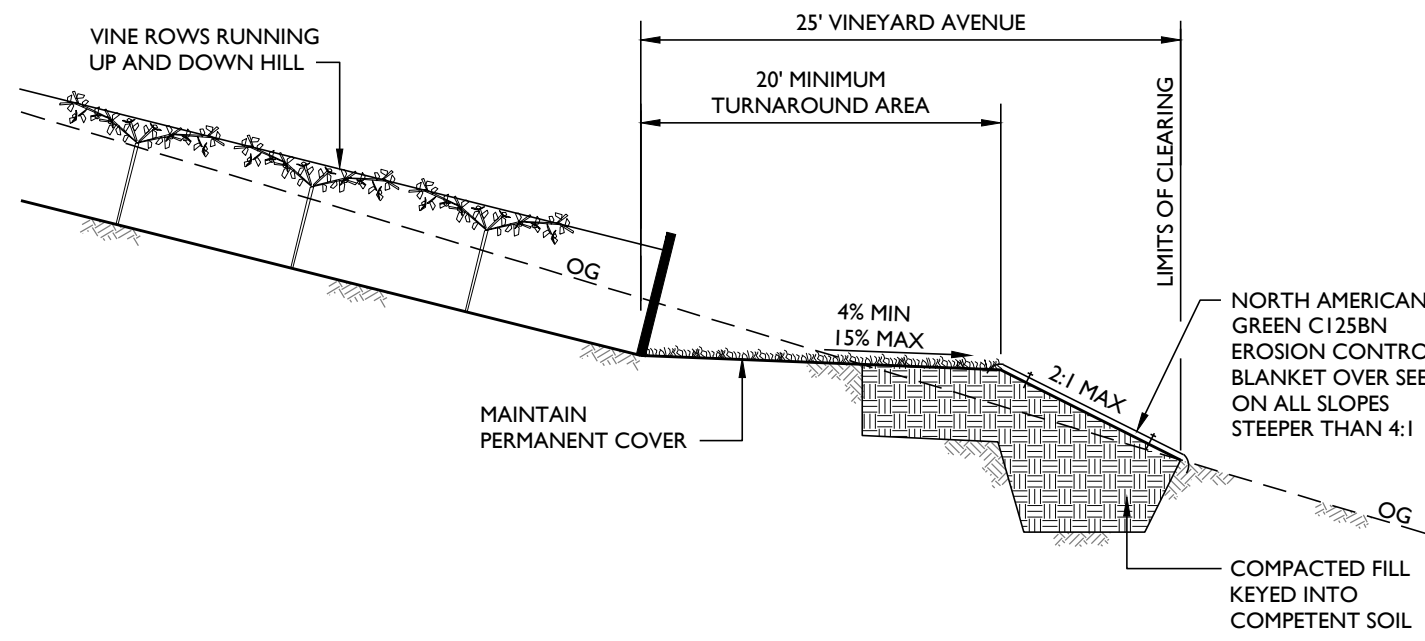 VINE ROWS RUNNING
UP AND DOWN HILL
25' VINEYARD AVENUE
20' MINIMUM
TURNAROUND AREA
LIMITS OF CLEARING
OG
4% MIN
15% MAX
2:1 MAX
NORTH AMERICAN
GREEN C125BN
EROSION CONTRO
BLANKET OVER SEE
ON ALL SLOPES
STEEPER THAN 4:1
MAINTAIN
PERMANENT COVER
OG
COMPACTED FILL
KEYED INTO
COMPETENT SOIL